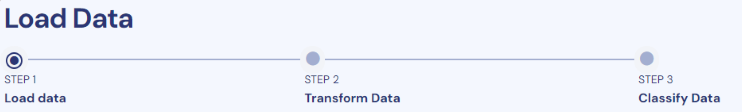 Load Data
STEP 1
Load data
STEP 2
Transform Data
STEP 3
Classify Data